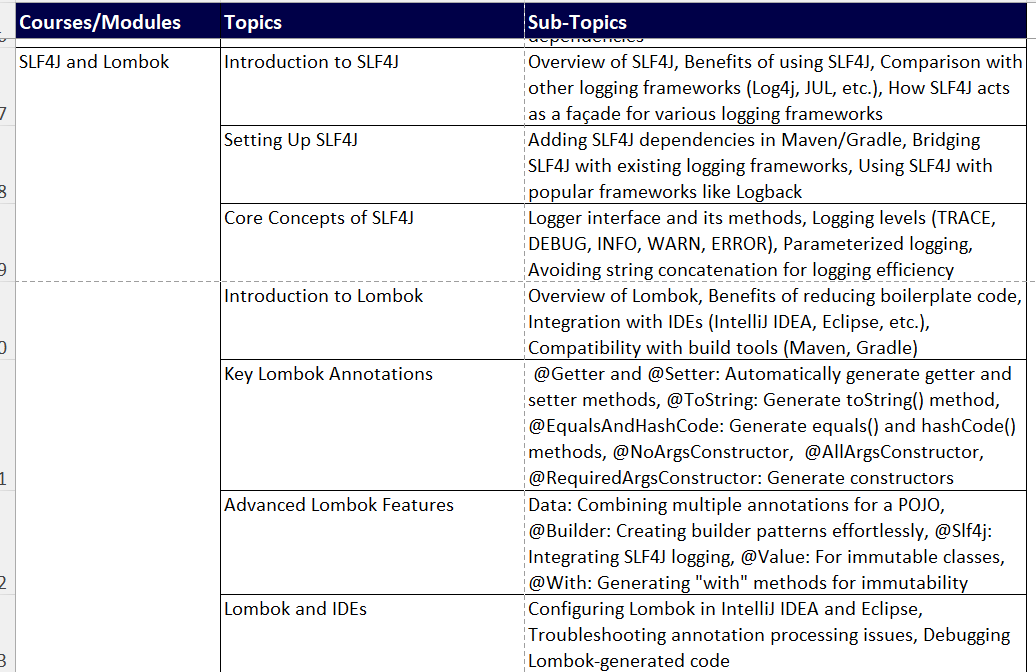 Courses/Modules Topics Sub-Topics
dependencies
7 SLF4J and Lombok Introduction to SLF4J Overview of SLF4J, Benefits of using SLF4J, Comparison with
other logging frameworks (Log4j, JUL, etc.), How SLF4J acts
as a façade for various logging frameworks
8 Setting Up SLF4J Adding SLF4J dependencies in Maven/Gradle, Bridging
SLF4J with existing logging frameworks, Using SLF4J with
popular frameworks like Logback
9 Core Concepts of SLF4J Logger interface and its methods, Logging levels (TRACE,
DEBUG, INFO, WARN, ERROR), Parameterized logging,
Avoiding string concatenation for logging efficiency
0 Introduction to Lombok Overview of Lombok, Benefits of reducing boilerplate code,
Integration with IDEs (IntelliJ IDEA, Eclipse, etc.),
Compatibility with build tools (Maven, Gradle)
1 Key Lombok Annotations @Getter and @Setter: Automatically generate getter and
setter methods, @ToString: Generate toString() method,
@EqualsAndHashCode: Generate equals() and hashCode()
methods, @NoArgsConstructor, @AllArgsConstructor,
@RequiredArgsConstructor: Generate constructors
2 Advanced Lombok Features Data: Combining multiple annotations for a POJO,
@Builder: Creating builder patterns effortlessly, @Slf4j:
Integrating SLF4J logging, @Value: For immutable classes,
@With: Generating "with" methods for immutability
3 Lombok and IDEs Configuring Lombok in IntelliJ IDEA and Eclipse,
Troubleshooting annotation processing issues, Debugging
Lombok-generated code